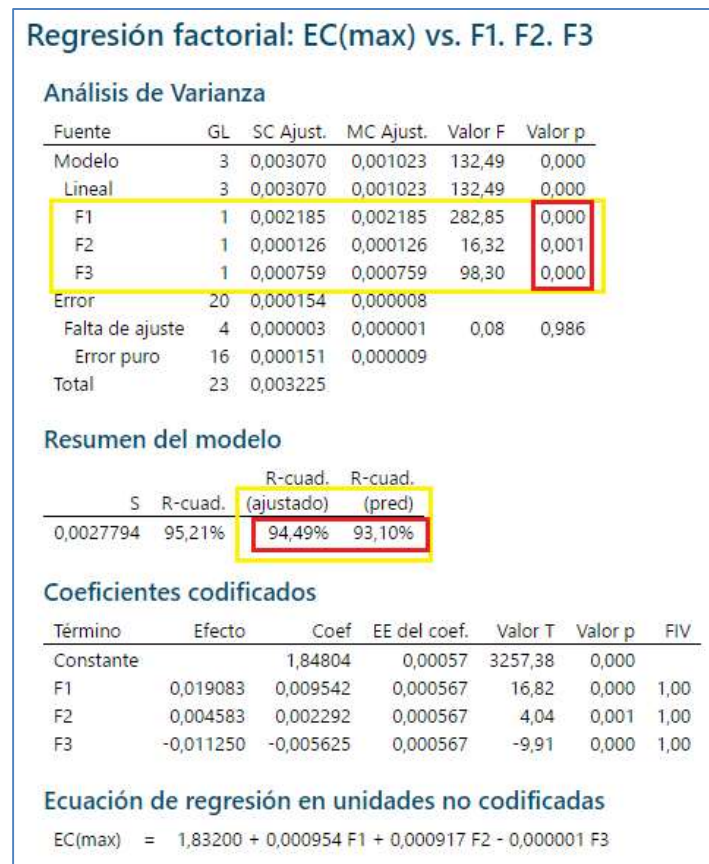 Regresión factorial: EC(max) vs. F1. F2. F3
Análisis de Varianza
Fuente GL SC Ajust. MC Ajust. Valor F Valor p
Modelo 3 0,003070 0,001023 132,49 0,000
Lineal 3 0,003070 0,001023 132,49 0,000
F1 1 0,002185 0,002185 282,85 0,000
F2 1 0,000126 0,000126 16,32 0,001
F3 1 0,000759 0,000759 98,30 0,000
Error 20 0,000154 0,000008
Falta de ajuste 4 0,000003 0,000001 0,08 0,986
Error puro 16 0,000151 0,000009
Total 23 0,003225
Resumen del modelo
R-cuad. R-cuad.
S R-cuad. (ajustado) (pred)
0,0027794 95,21% 94,49% 93,10%
Coeficientes codificados
Término Efecto Coef EE del coef. Valor T Valor p FIV
Constante 1,84804 0,00057 3257,38 0,000
F1 0,019083 0,009542 0,000567 16,82 0,000 1,00
F2 0,004583 0,002292 0,000567 4,04 0,001 1,00
F3 -0,011250 -0,005625 0,000567 -9,91 0,000 1,00
Ecuación de regresión en unidades no codificadas
EC(max) = 1,83200 + 0,000954 F1 + 0,000917 F2 - 0,000001 F3